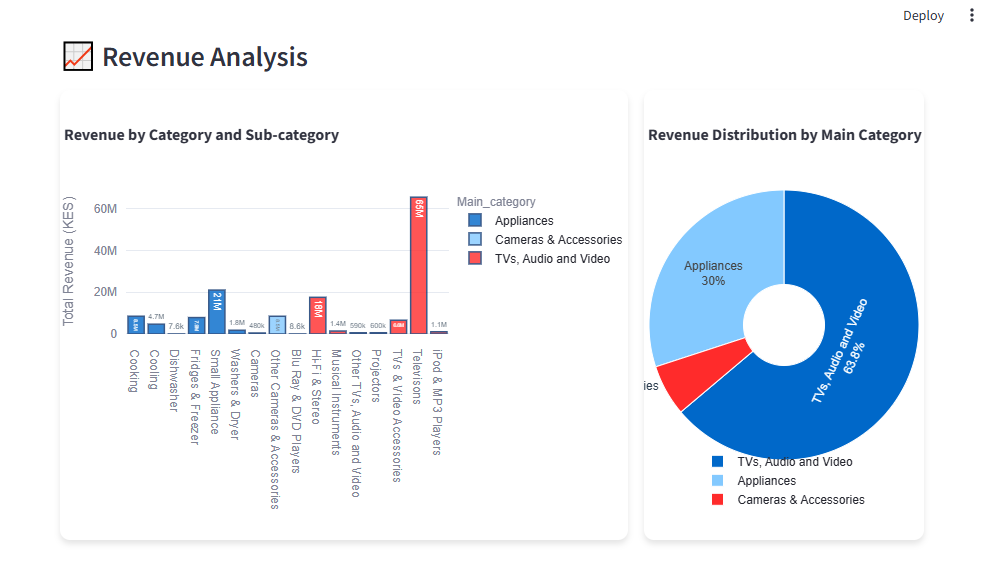 Deploy
Revenue Analysis
Revenue by Category and Sub-category
Revenue Distribution by Main Category
Total Revenue (KES)
60M
40M
20M
0
4.7M
7.6k
21M
1.8M
480k
6.6k
18M
1.4M
590k
600k
65M
1.1M
Cooking
Cooling
Dishwasher
Fridges & Freezer
Small Appliance
Washers & Dryer
Cameras
Other Cameras & Accessories
Blu Ray & DVD Players
Hi-Fi & Stereo
Musical Instruments
Other TVs, Audio and Video
Projectors
TVs & Video Accessories
Televisons
iPod & MP3 Players
Main_category
Appliances
Cameras & Accessories
TVs, Audio and Video
Appliances
30%
TVs, Audio and Video
63.8%
ies
TVs, Audio and Video
Appliances
Cameras & Accessories